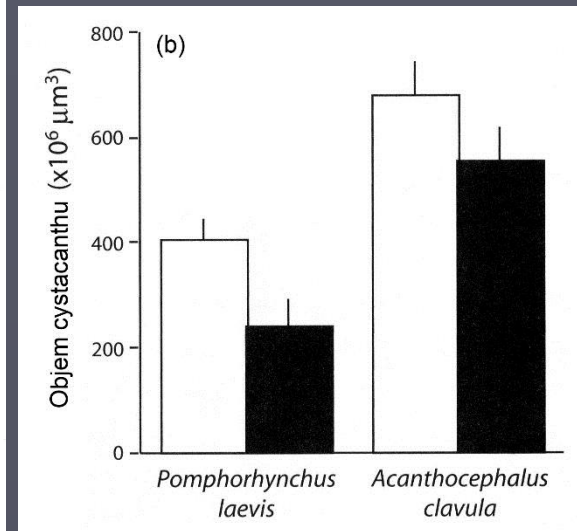 800
(b)
600
400
200
0
Objem cystacanthu (x10⁶ μm³)
Pomphorhynchus
laevis
Acanthocephalus
clavula